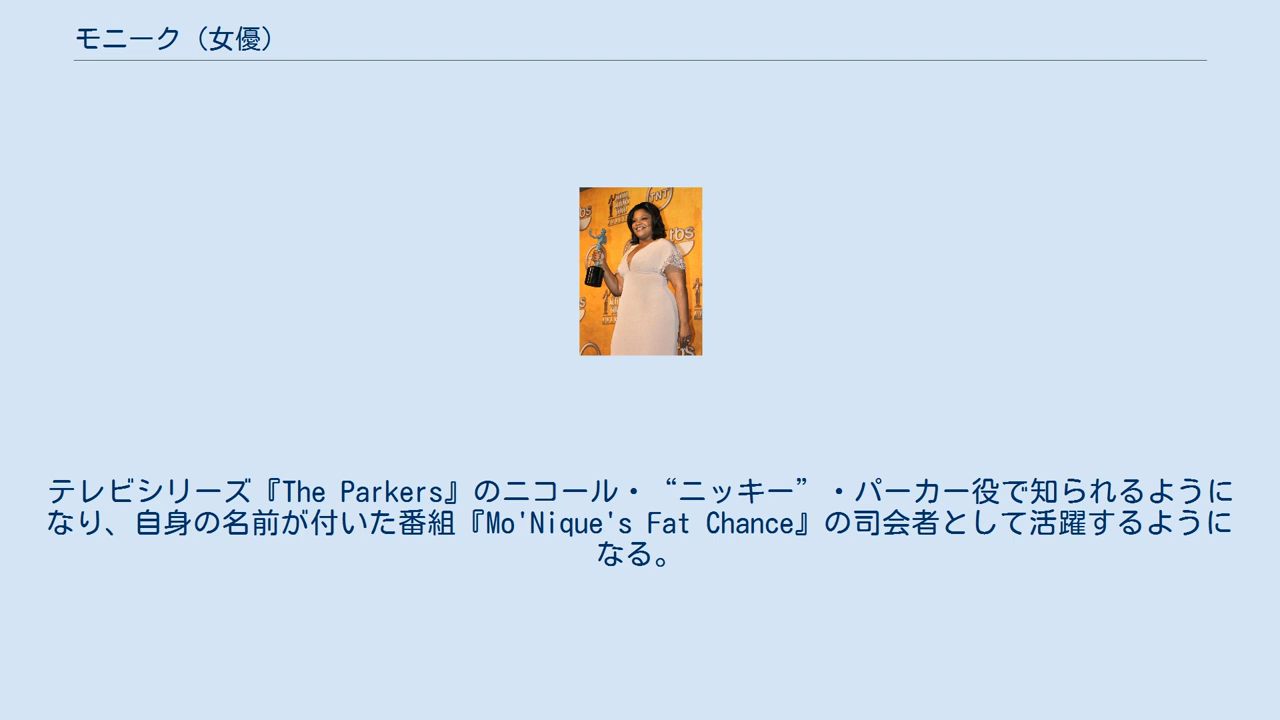 モニーク（女優）
TNT
tbs
テレビシリーズ『The Parkers』のニコール・“ニッキー”・パーカー役で知られるように
なり、自身の名前が付いた番組『Mo'Nique's Fat Chance』の司会者として活躍するように
なる。